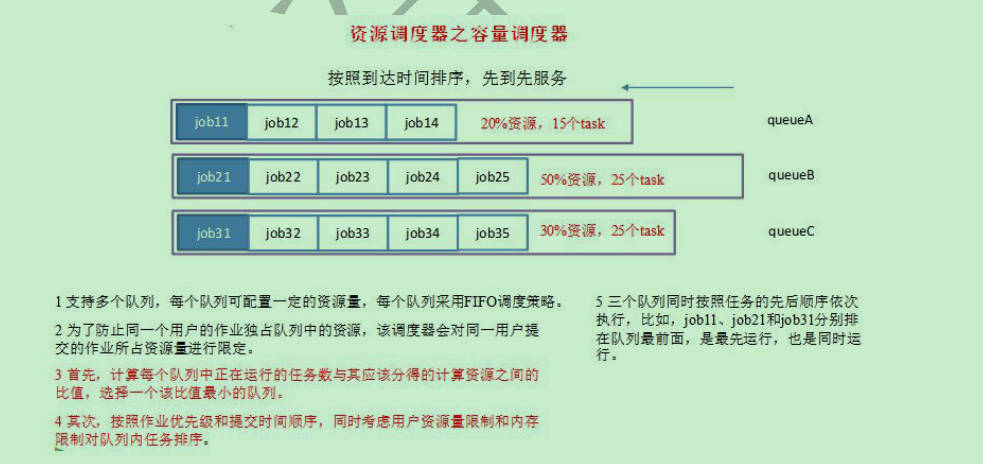 资源调度器之容量调度器
按照到达时间排序，先到先服务
job11 job12 job13 job14 20%资源，15个task queueA
job21 job22 job23 job24 job25 50%资源，25个task queueB
job31 job32 job33 job34 job35 30%资源，25个task queueC
1 支持多个队列，每个队列可配置一定的资源量，每个队列采用FIFO调度策略。
2 为了防止同一个用户的作业独占队列中的资源，该调度器会对同一用户提
交的作业所占资源量进行限定。
3 首先，计算每个队列中正在运行的任务数与其应该分得的计算资源之间的
比值，选择一个该比值最小的队列。
4 其次，按照作业优先级和提交时间顺序，同时考虑用户资源量限制和内存
限制对队列内任务排序。
5 三个队列同时按照任务的先后顺序依次
执行，比如，job11、job21和job31分别排
在队列最前面，是最先运行，也是同时运
行。